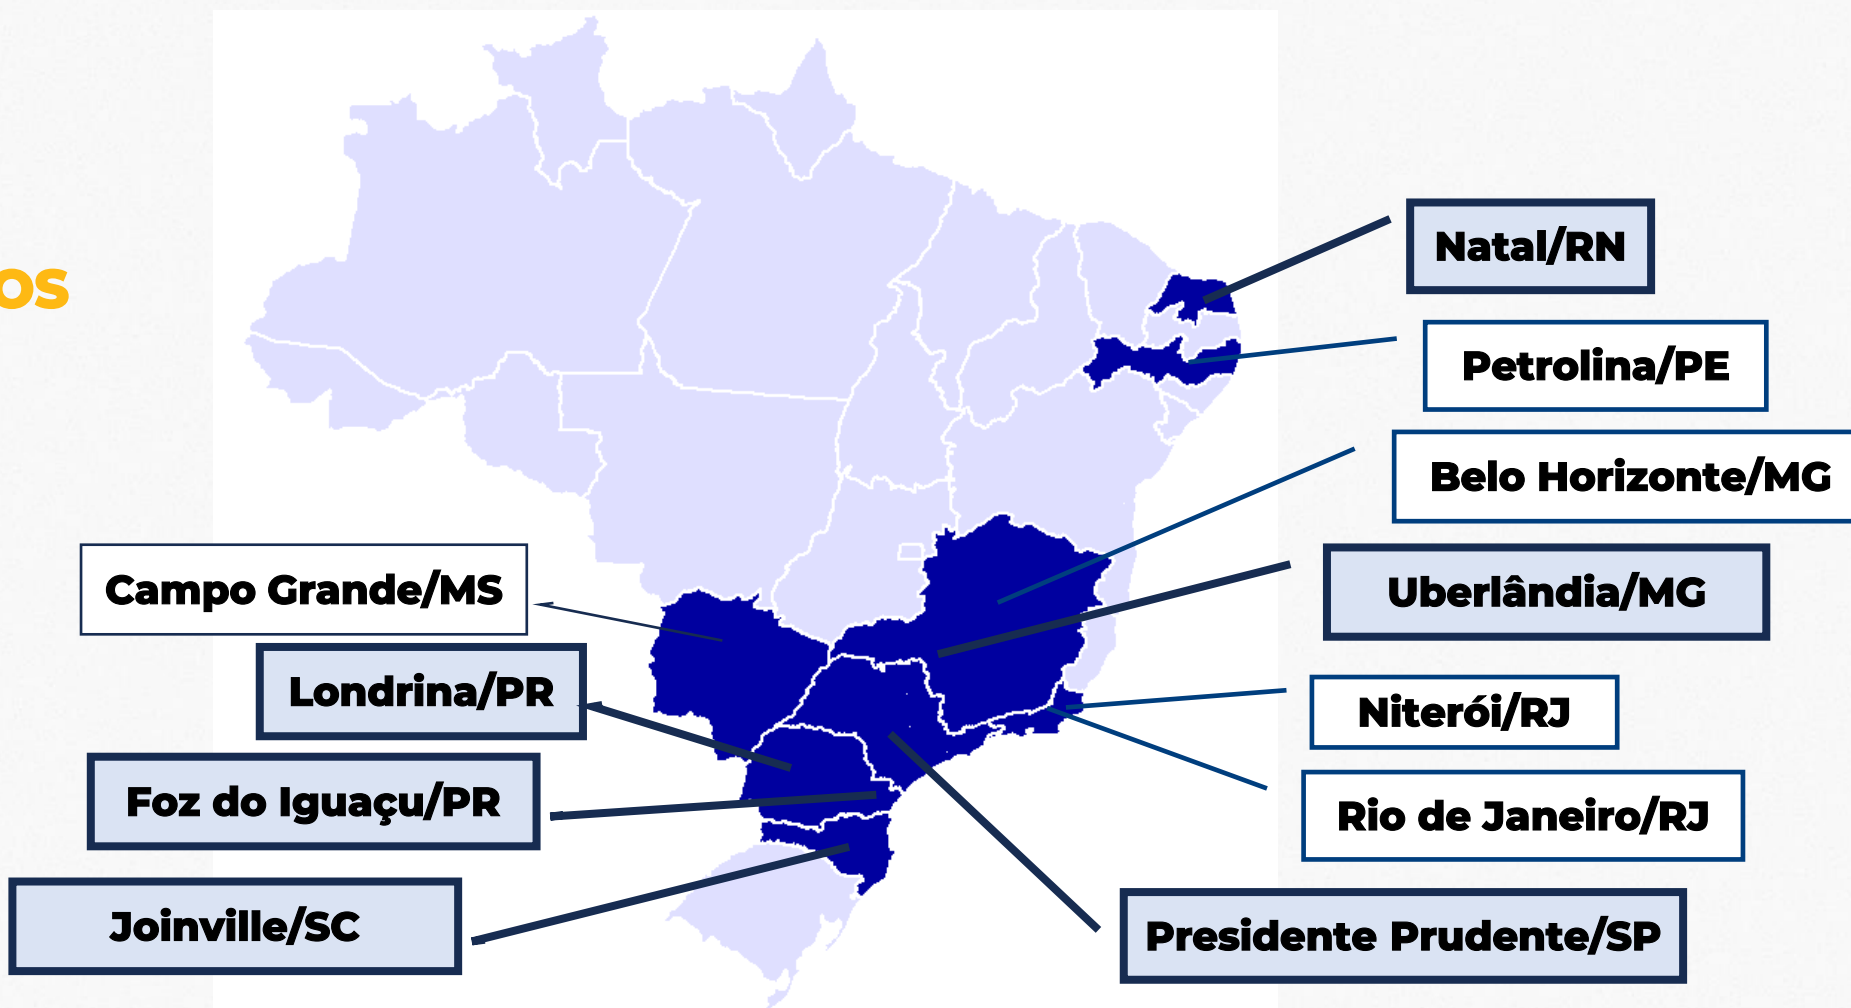 os
Natal/RN
Petrolina/PE
Belo Horizonte/MG
Campo Grande/MS
Uberlândia/MG
Londrina/PR
Niterói/RJ
Foz do Iguaçu/PR
Rio de Janeiro/RJ
Joinville/SC
Presidente Prudente/SP